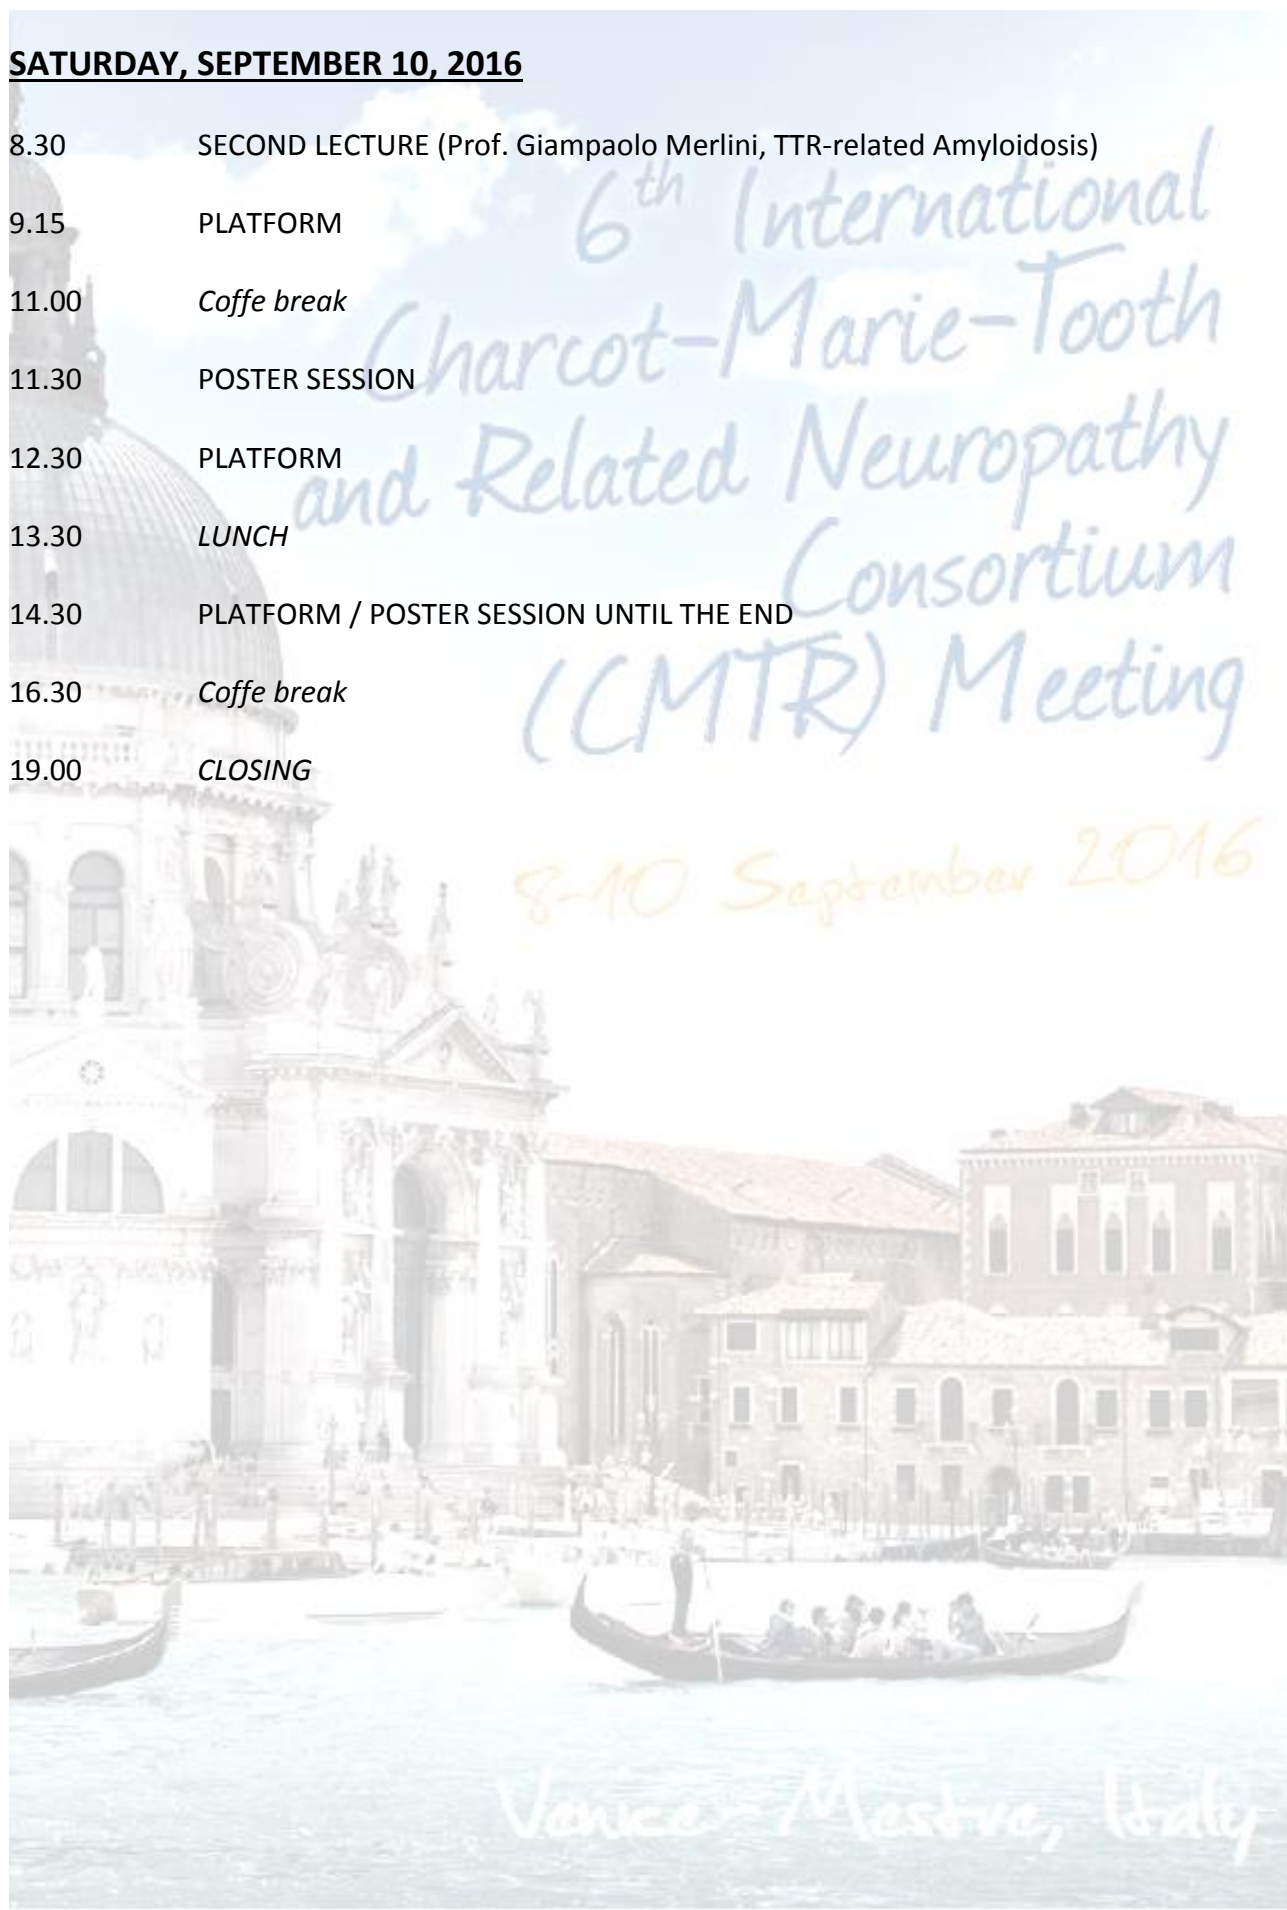 SATURDAY, SEPTEMBER 10, 2016
8.30 SECOND LECTURE (Prof. Giampaolo Merlini, TTR-related Amyloidosis)
9.15 PLATFORM
11.00 Coffe break
11.30 POSTER SESSION
12.30 PLATFORM
13.30 LUNCH
14.30 PLATFORM / POSTER SESSION UNTIL THE END
16.30 Coffe break
19.00 CLOSING
6th International
Charcot-Marie-Tooth
and Related Neuropathy
Consortium
(CMTR) Meeting
8-10 September 2016
Venice-Mestre, Italy